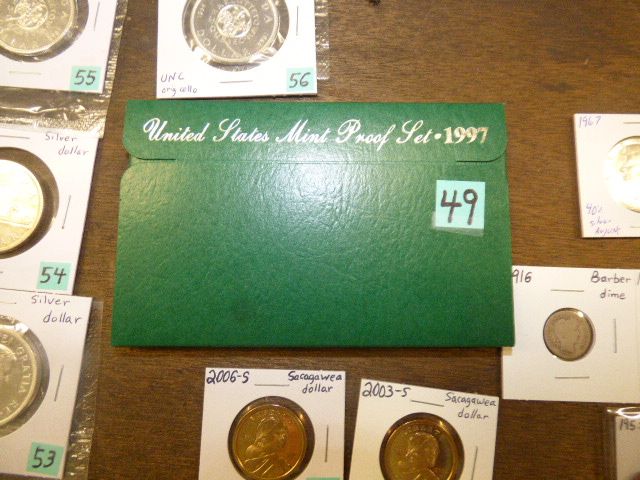 55
UNC
org cello
56
Silver
dollar
54
United States Mint Proof Set • 1997
49
1967
40%
silver
916
Barber
dime
Silver
dollar
53
2006-S
Sacagawea
dollar
2003-S
Sacagawea
dollar
195